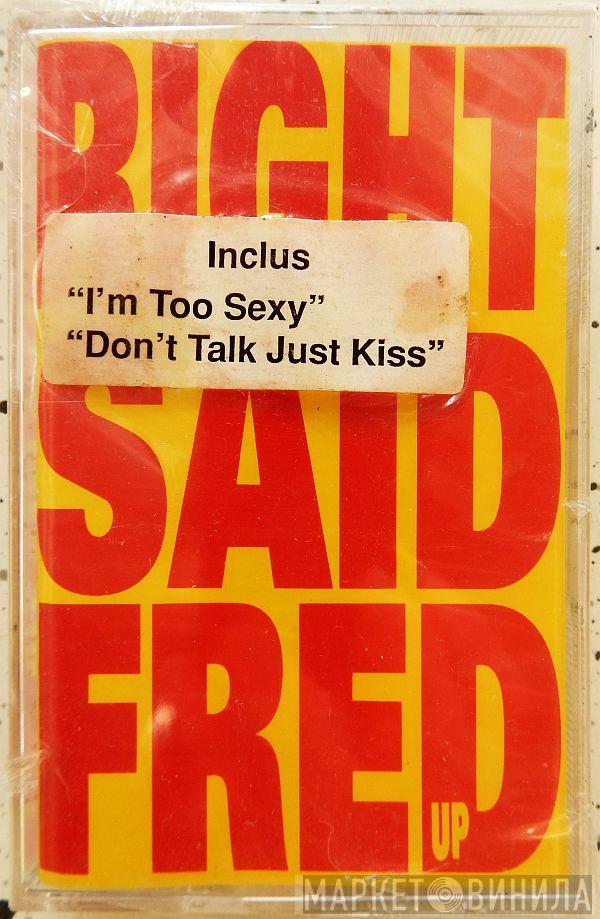 RIGHT
Inclus
“I'm Too Sexy”
“Don't Talk Just Kiss”
SAID
FRED
UP
МАРКЕТ ВИНИЛА